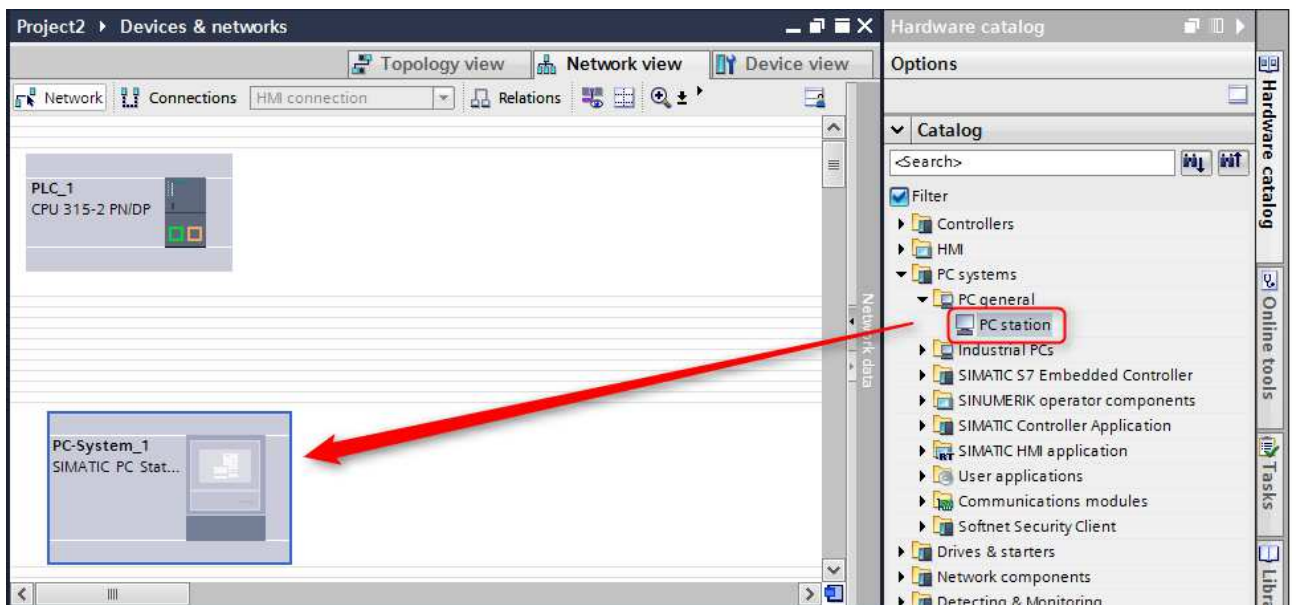 Project2 ▸ Devices & networks
Topology view
Network view
Device view
Network
Connections
HMI connection
Relations
PLC_1
CPU 315-2 PN/DP
PC-System_1
SIMATIC PC Stat...
Network data
Hardware catalog
Options
Catalog
<Search>
Filter
Controllers
HMI
PC systems
PC general
PC station
Industrial PCs
SIMATIC S7 Embedded Controller
SINUMERIK operator components
SIMATIC Controller Application
SIMATIC HMI application
User applications
Communications modules
Softnet Security Client
Drives & starters
Network components
Detecting & Monitoring
Hardware catalog
Online tools
Tasks
Libra